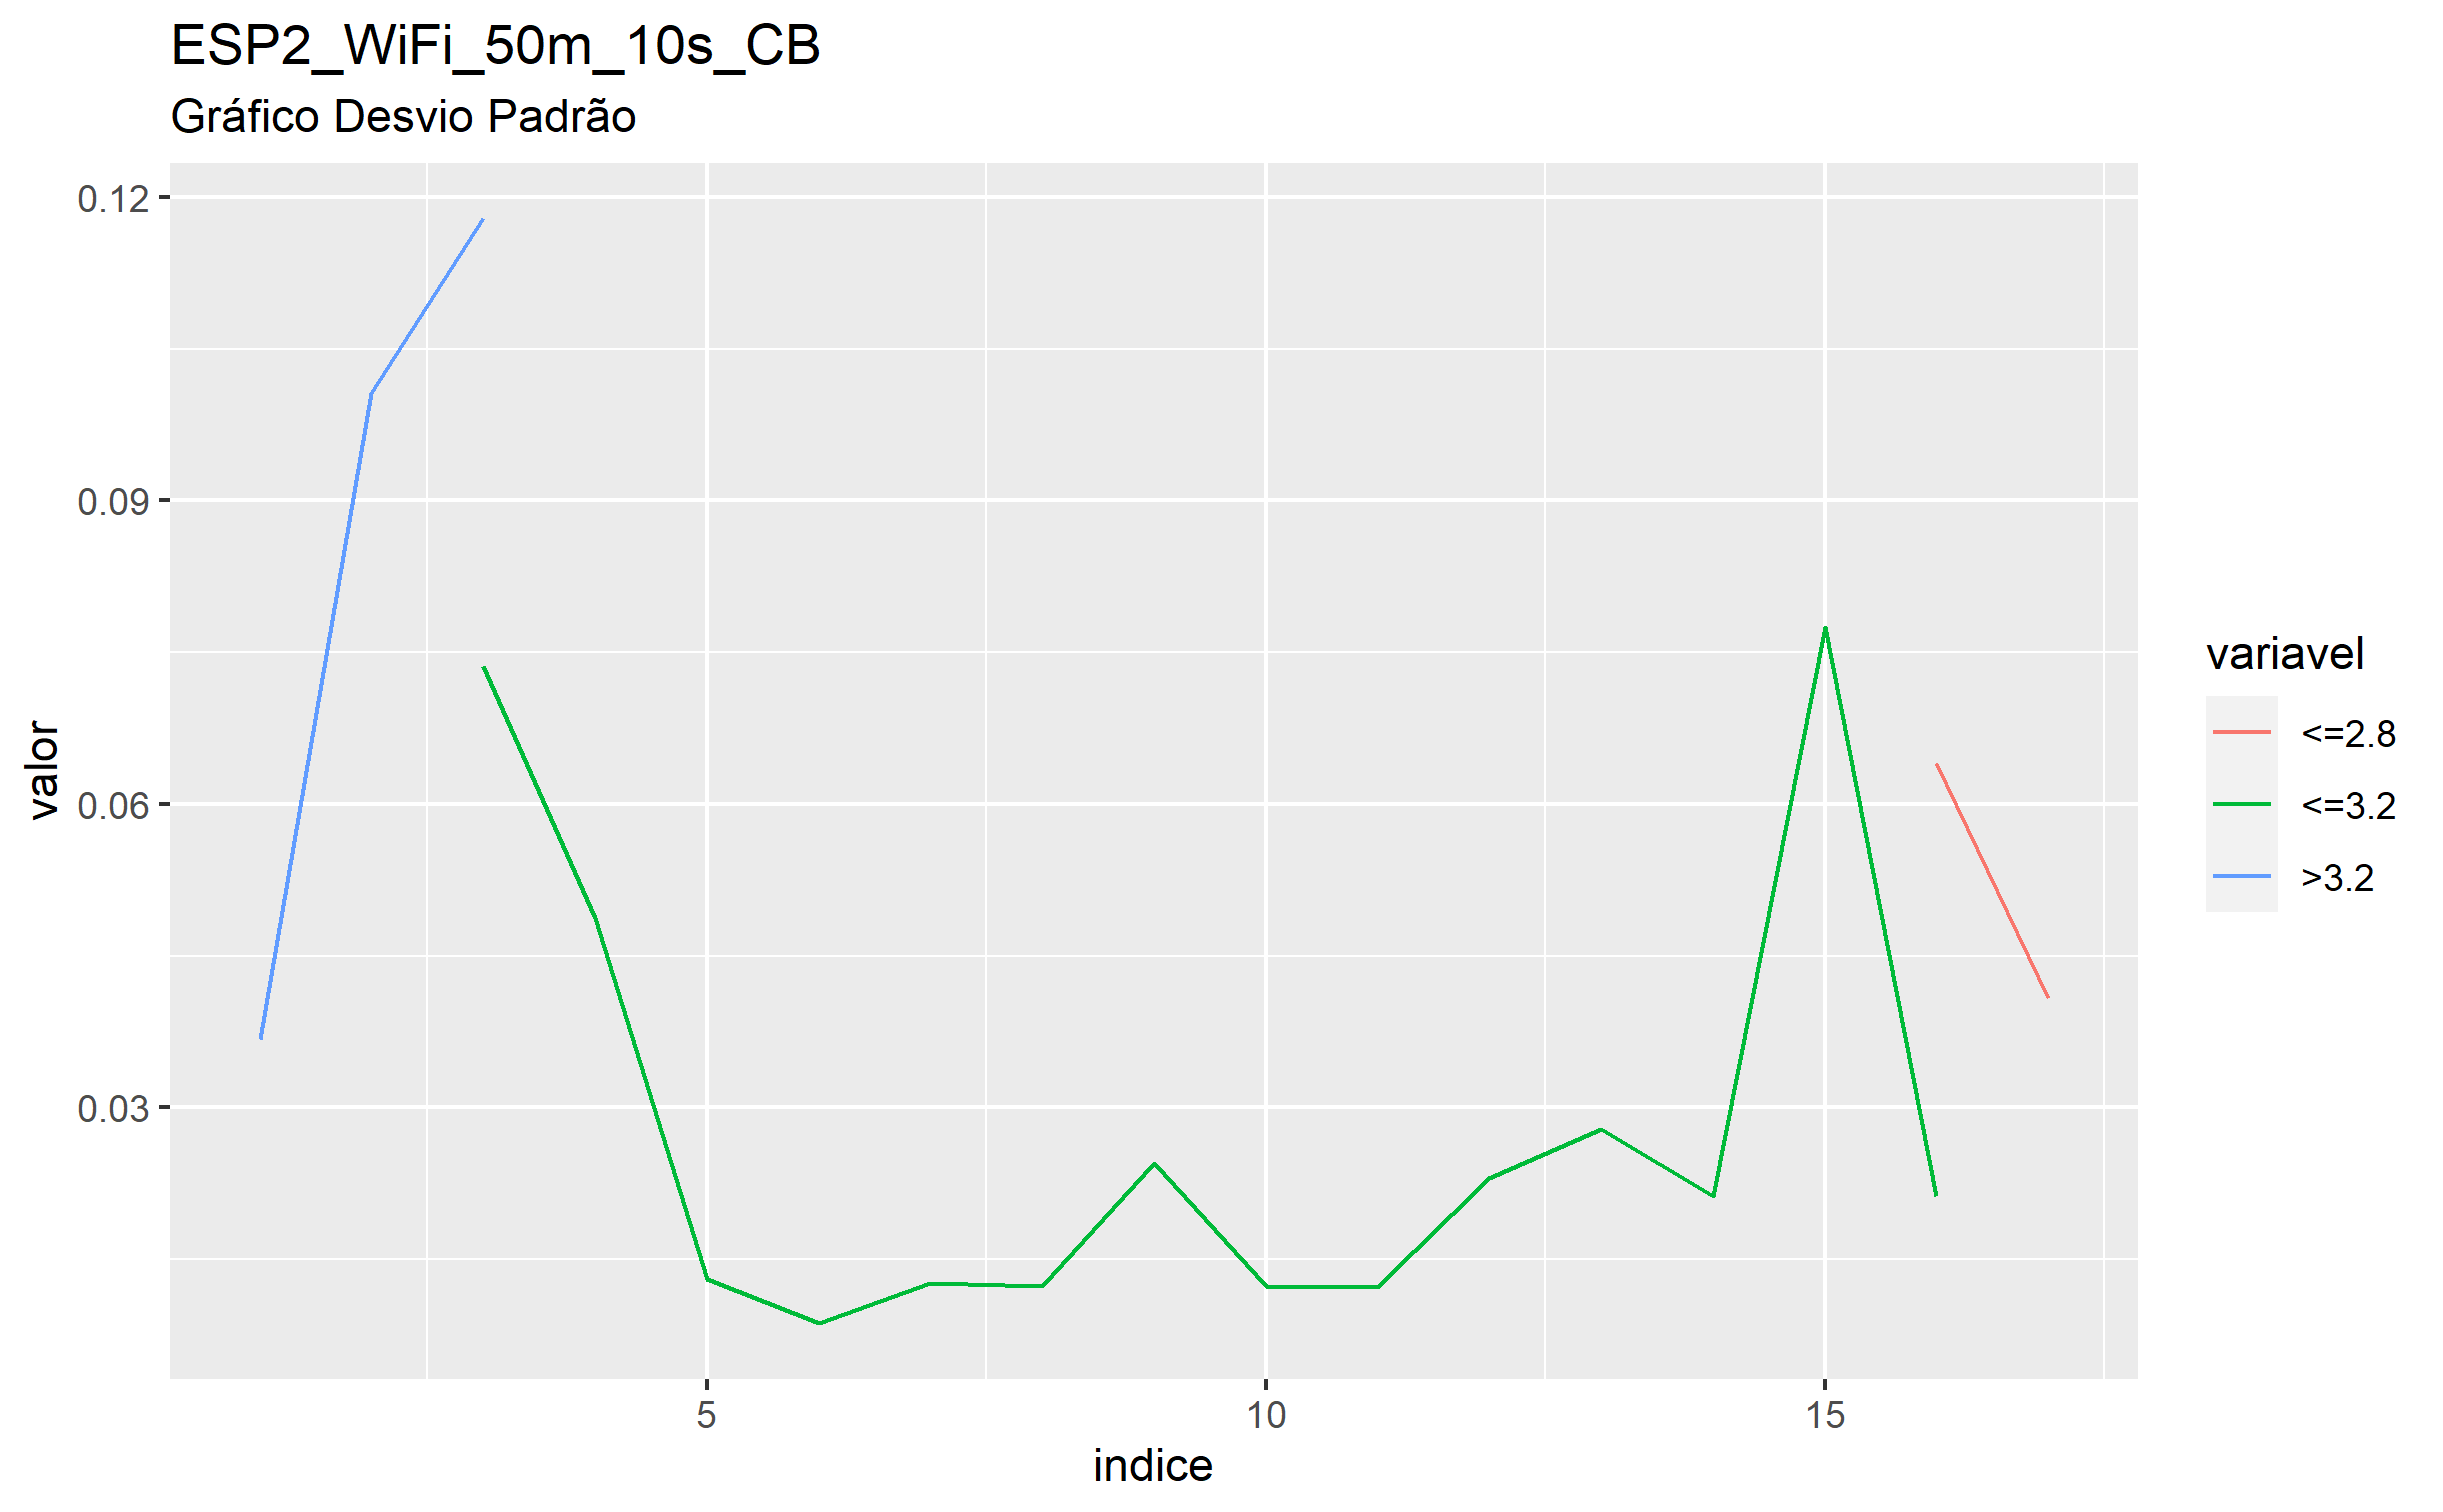 ESP2_WiFi_50m_10s_CB
Gráfico Desvio Padrão
0.12
0.09
0.06
0.03
valor
5 10 15
indice
variavel
<=2.8
<=3.2
>3.2